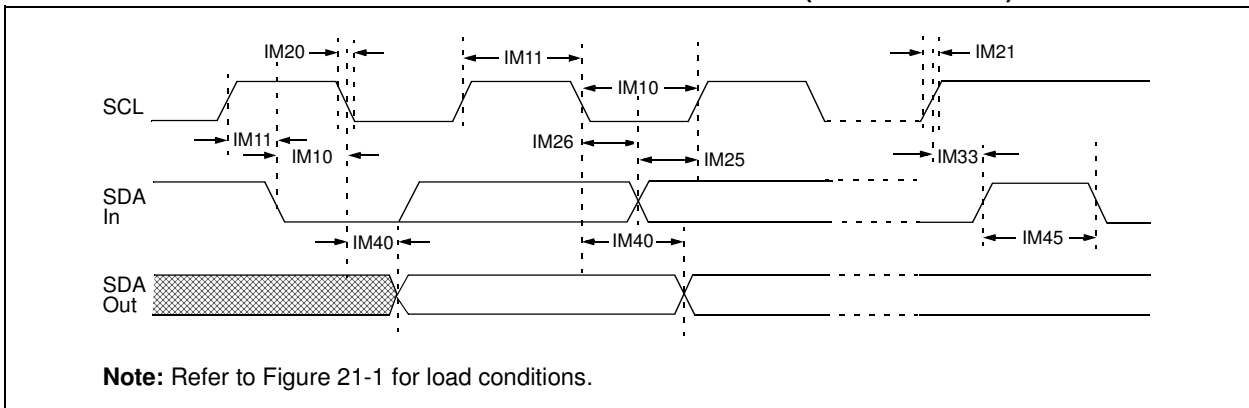 IM20
IM11
IM21
IM10
SCL
IM11
IM10
IM26
IM25
IM33
SDA
In
IM40
IM40
IM45
SDA
Out
Note: Refer to Figure 21-1 for load conditions.